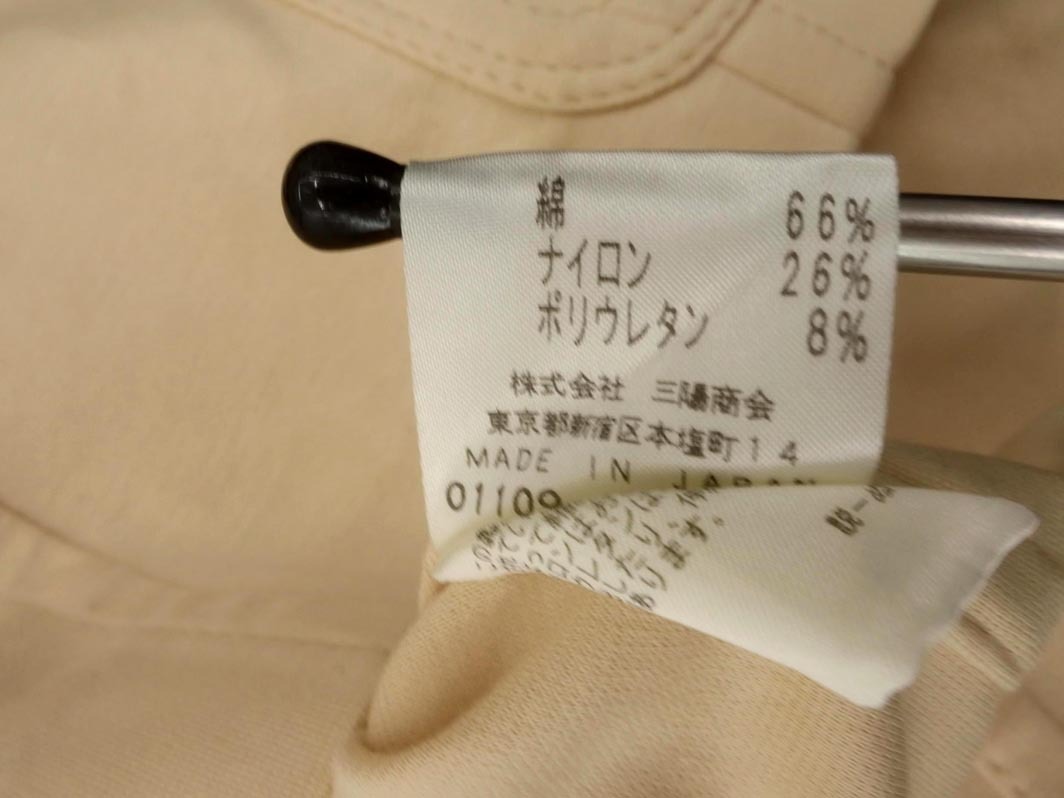 綿 66%
ナイロン 26%
ポリウレタン 8%
株式会社 三陽商会
東京都新宿区本塩町14
MADE IN JAPAN
01109